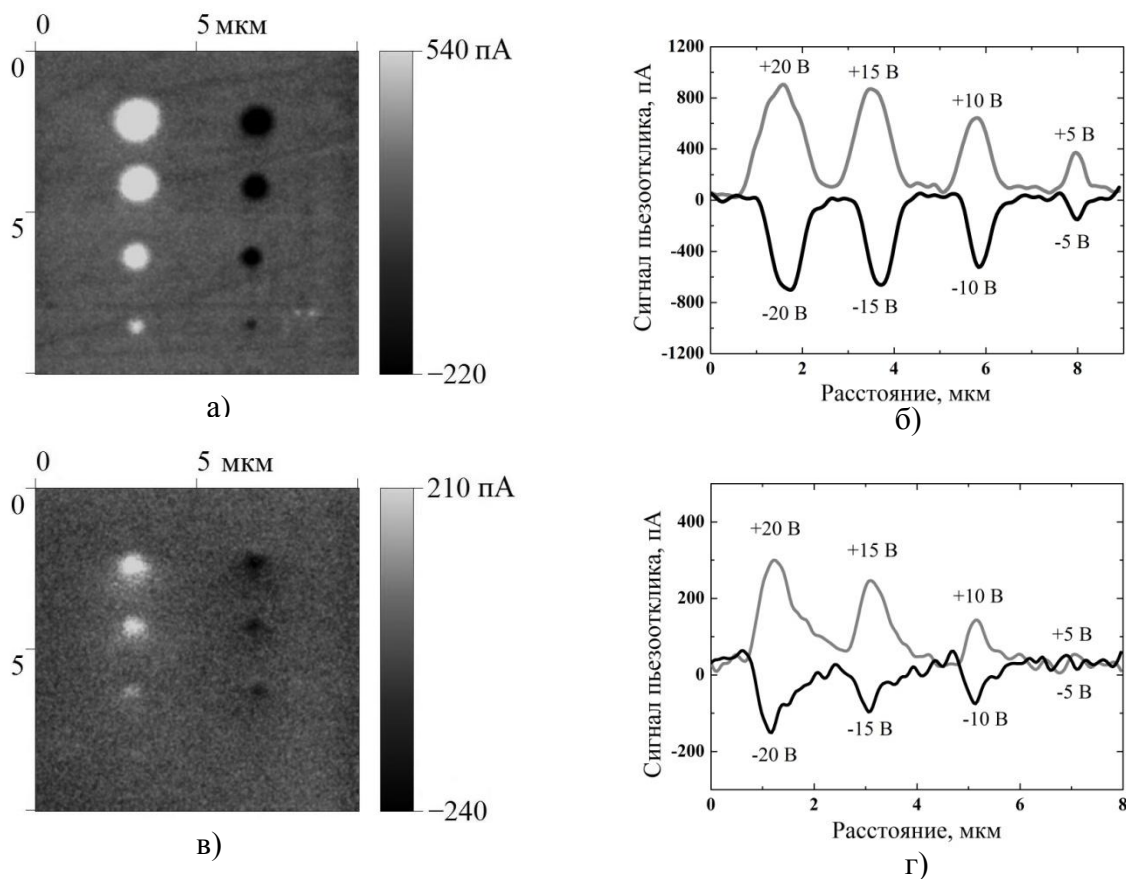 0 5 мкм
0
5
540 пА
−220
а)
1200
800
400
0
-400
-800
-1200
Сигнал пьезоотклика, пА
+20 В +15 В +10 В +5 В
-20 В -15 В -10 В -5 В
0 2 4 6 8
Расстояние, мкм
б)
0 5 мкм
0
5
210 пА
−240
в)
400
200
0
-200
Сигнал пьезоотклика, пА
+20 В +15 В +10 В +5 В
-20 В -15 В -10 В -5 В
0 2 4 6 8
Расстояние, мкм
г)